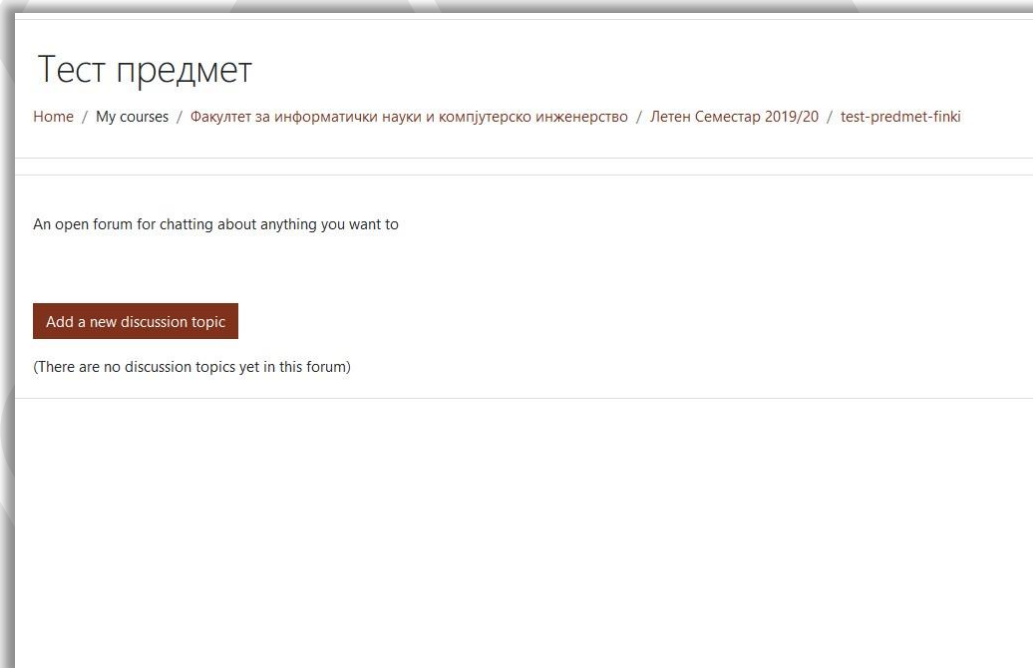 Тест предмет
Home / My courses / Факултет за информатички науки и компјутерско инженерство / Летен Семестар 2019/20 / test-predmet-finki
An open forum for chatting about anything you want to
Add a new discussion topic
(There are no discussion topics yet in this forum)